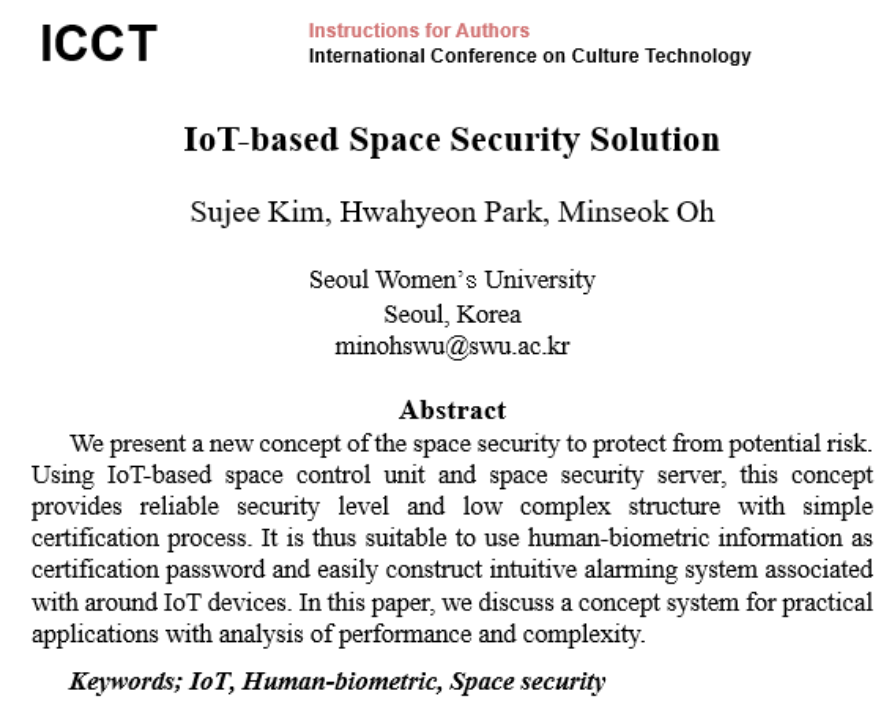 ICCT
Instructions for Authors
International Conference on Culture Technology
IoT-based Space Security Solution
Sujee Kim, Hwahyeon Park, Minseok Oh
Seoul Women's University
Seoul, Korea
minohswu@swu.ac.kr
Abstract
We present a new concept of the space security to protect from potential risk.
Using IoT-based space control unit and space security server, this concept
provides reliable security level and low complex structure with simple
certification process. It is thus suitable to use human-biometric information as
certification password and easily construct intuitive alarming system associated
with around IoT devices. In this paper, we discuss a concept system for practical
applications with analysis of performance and complexity.
Keywords; IoT, Human-biometric, Space security